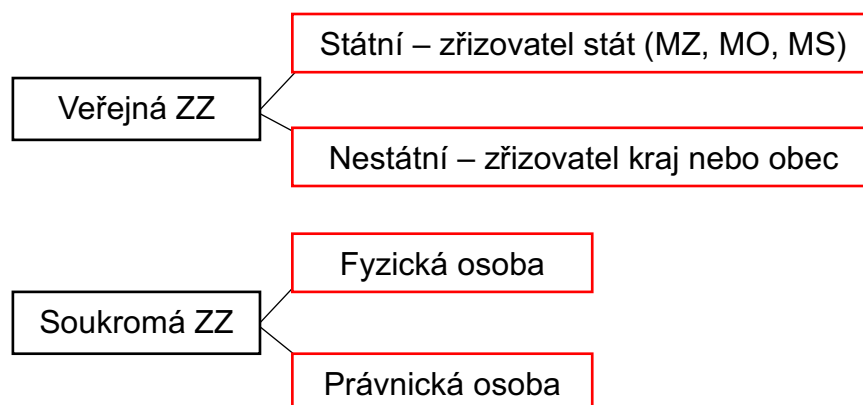 Státní – zřizovatel stát (MZ, MO, MS)
Veřejná ZZ
Nestátní – zřizovatel kraj nebo obec
Fyzická osoba
Soukromá ZZ
Právnická osoba